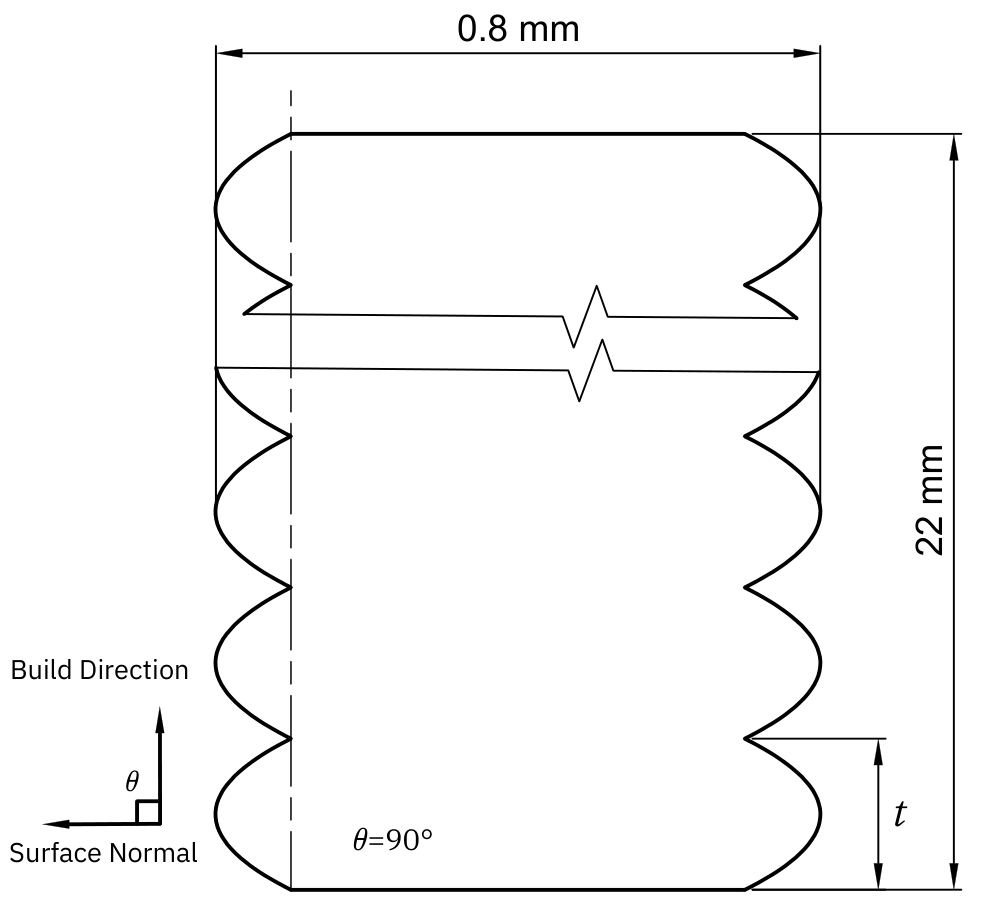 0.8 mm
22 mm
Build Direction
θ
Surface Normal
θ=90°
t